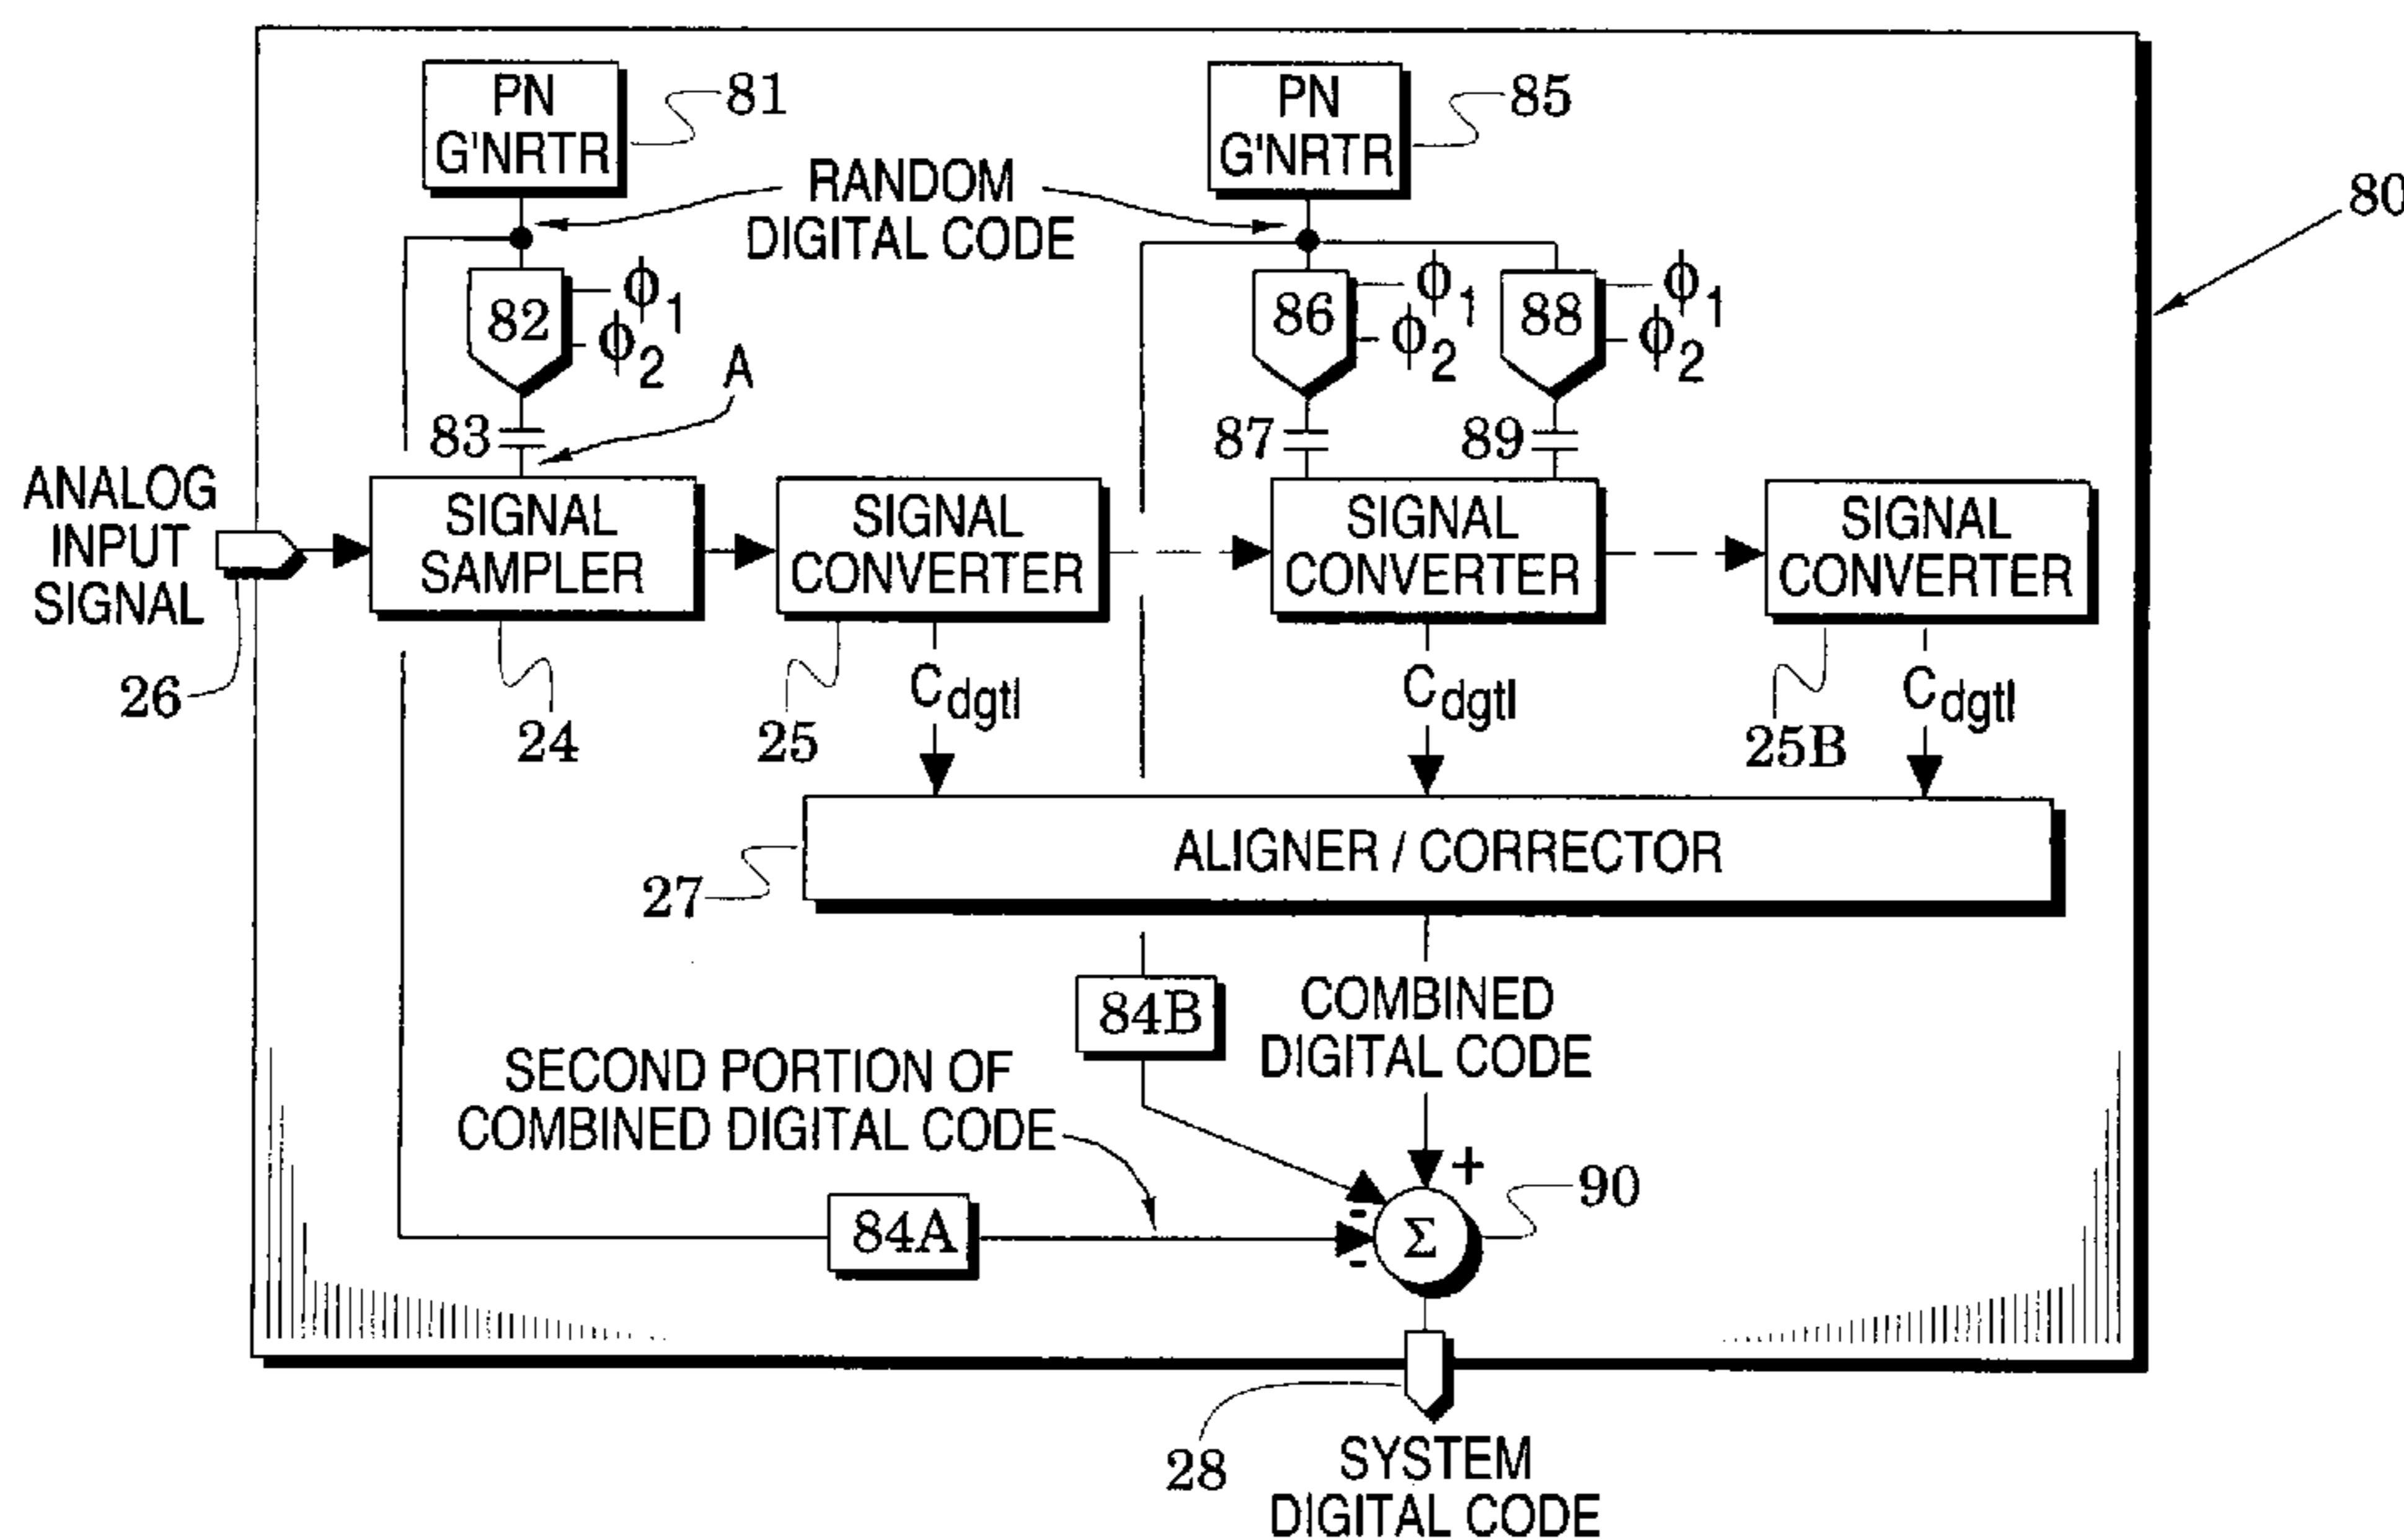 PN
G'NRTR
81
PN
G'NRTR
85
RANDOM
DIGITAL CODE
80
82
ϕ1
ϕ2
86
ϕ1
ϕ2
88
ϕ1
ϕ2
A
83
87
89
ANALOG
INPUT
SIGNAL
SIGNAL
SAMPLER
SIGNAL
CONVERTER
SIGNAL
CONVERTER
SIGNAL
CONVERTER
26
24
25
Cdgtl
Cdgtl
25B
Cdgtl
ALIGNER / CORRECTOR
27
84B
COMBINED
DIGITAL CODE
SECOND PORTION OF
COMBINED DIGITAL CODE
+
90
-
84A
Σ
-
28
SYSTEM
DIGITAL CODE